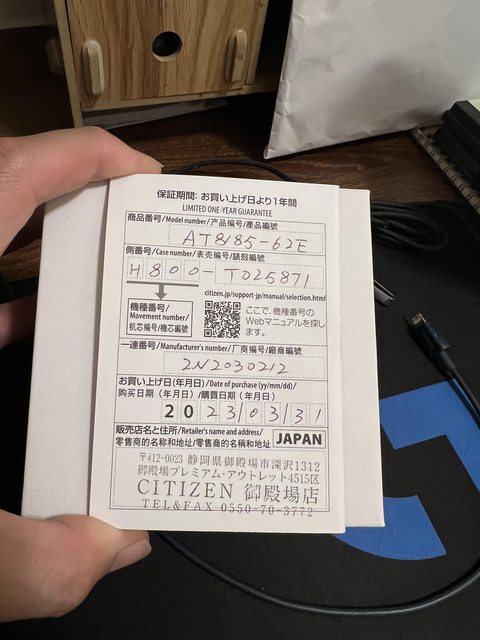 保証期間: お買い上げ日より1年間
LIMITED ONE-YEAR GUARANTEE
商品番号/Model number/产品编号/產品編號
AT8185-62E
側番号/Case number/表壳编号/錶殼編號
H800-T025871
機種番号/
Movement number/
机芯编号/機芯編號
citizen.jp/support-jp/manual/selection.html
ここで、機種番号の
Webマニュアルを探し
ます。
一連番号/Manufacturer's number/厂商编号/廠商編號
2N2030212
お買い上げ日(年月日)/Date of purchase (yy/mm/dd)/
购买日期（年月日）/購買日期（年月日）
2023/03/31
販売店名と住所/Retailer's name and address/
零售商的名称和地址/零售商的名稱和地址
JAPAN
〒412-0023 静岡県御殿場市深沢1312
御殿場プレミアム·アウトレット4515区
CITIZEN 御殿場店
TEL&FAX 0550-70-3772